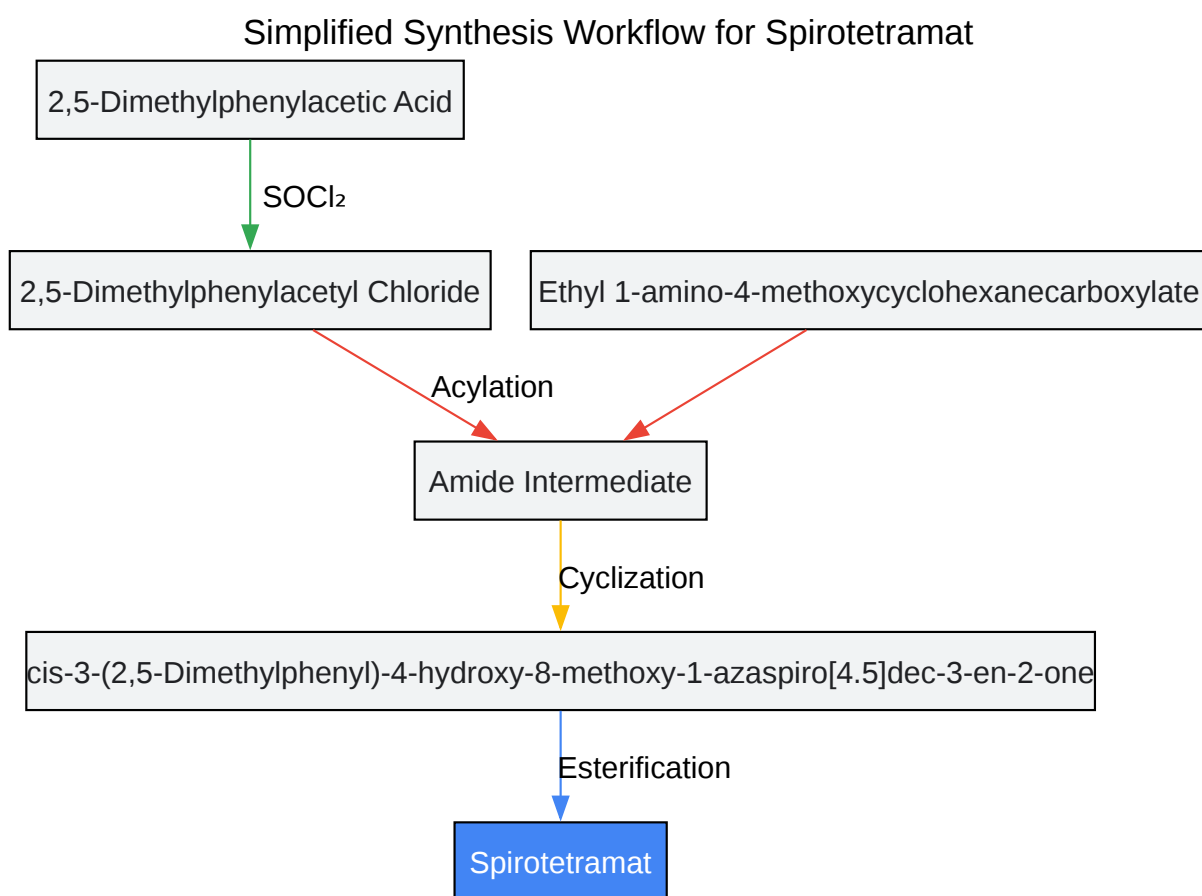 Simplified Synthesis Workflow for Spirotetramat
2,5-Dimethylphenylacetic Acid
SOCl₂
2,5-Dimethylphenylacetyl Chloride
Ethyl 1-amino-4-methoxycyclohexanecarboxylate
Acylation
Amide Intermediate
Cyclization
cis-3-(2,5-Dimethylphenyl)-4-hydroxy-8-methoxy-1-azaspiro[4.5]dec-3-en-2-one
Esterification
Spirotetramat